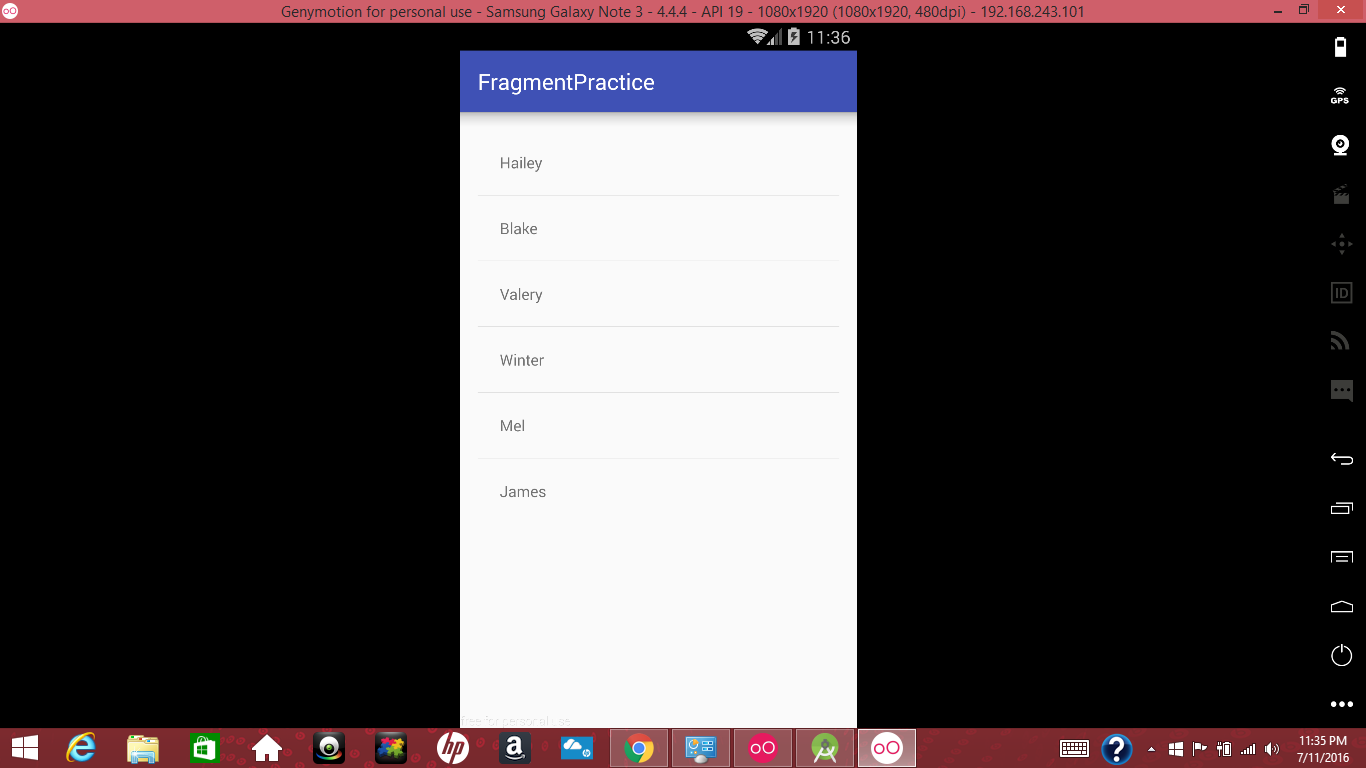 Genymotion for personal use - Samsung Galaxy Note 3 - 4.4.4 - API 19 - 1080x1920 (1080x1920, 480dpi) - 192.168.243.101
11:36
FragmentPractice
GPS
Hailey
Blake
Valery
ID
Winter
Mel
James
free for personal use
hp
a
?
11:35 PM
7/11/2016